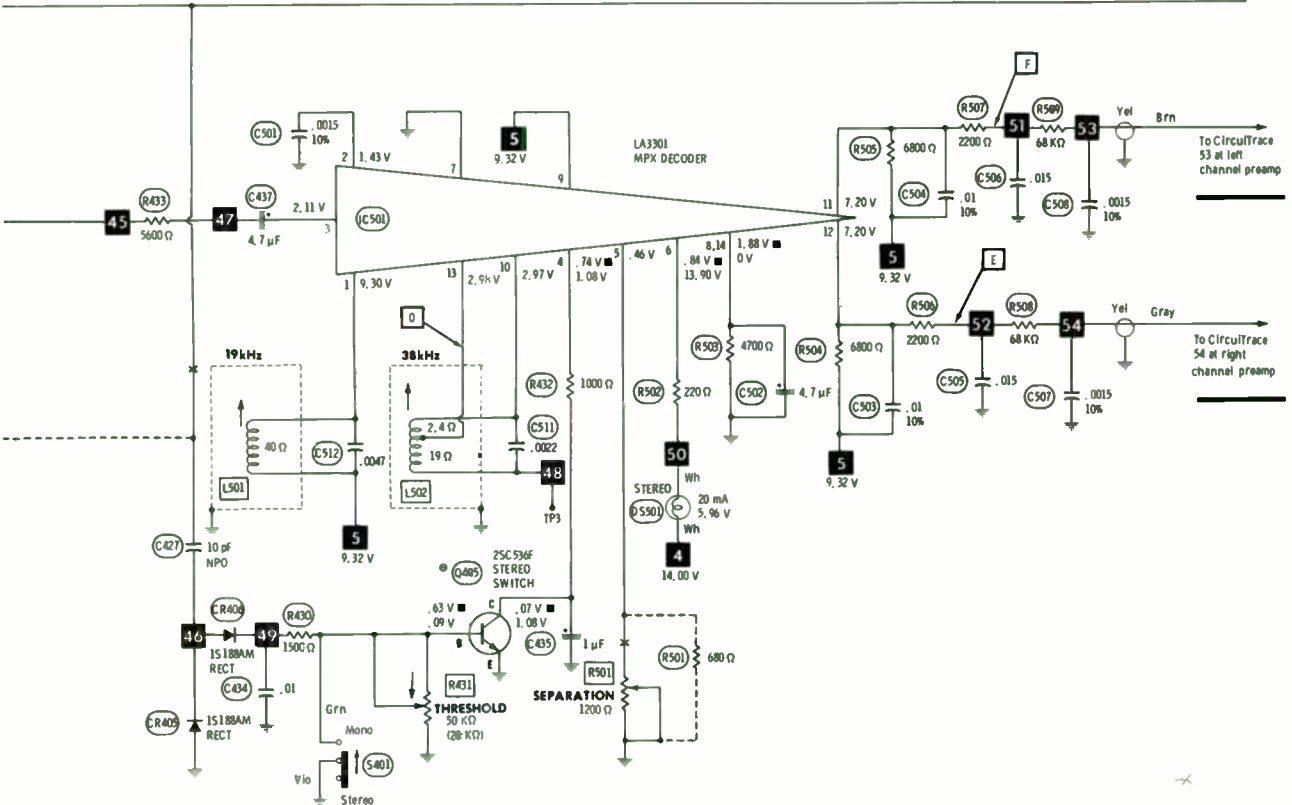 F
R507
R509
Yel
Brn
51
53
2200 Ω
68 KΩ
To CircuiTrace
53 at left
channel preamp
C501
.0015
10%
5
9.32 V
LA3301
MPX DECODER
R505
6800 Ω
C504
.01
10%
C506
.015
C508
.0015
10%
2
1.43 V
7
9
R433
C437
45
47
5600 Ω
4.7 µF
2.11 V
3
IC501
11
7.20 V
12
7.20 V
5
9.32 V
1
9.30 V
13
2.98 V
10
2.97 V
4
.74 V ■
1.08 V
5
.46 V
6
.84 V ■
13.90 V
8,14
1.88 V ■
0 V
E
R506
R508
Yel
Gray
52
54
2200 Ω
68 KΩ
To CircuiTrace
54 at right
channel preamp
19kHz
38kHz
R432
1000 Ω
R502
220 Ω
R503
4700 Ω
C502
4.7 µF
R504
6800 Ω
C503
.01
10%
C505
.015
C507
.0015
10%
40 Ω
L501
C512
.0047
2.4 Ω
19 Ω
L502
C511
.0022
48
TP3
50
Wh
STEREO
DS501
20 mA
5.96 V
Wh
4
14.00 V
5
9.32 V
5
9.32 V
C427
10 pF
NPO
2SC536F
STEREO
SWITCH
CR406
R430
46
49
1S188AM
RECT
1500 Ω
C434
.01
.63 V ■
.09 V
C
B
E
.07 V ■
1.08 V
C435
1 µF
R501
680 Ω
R501
SEPARATION
1200 Ω
R431
THRESHOLD
50 KΩ
(20 KΩ)
CR405
1S188AM
RECT
Grn
Mono
S401
Vio
Stereo